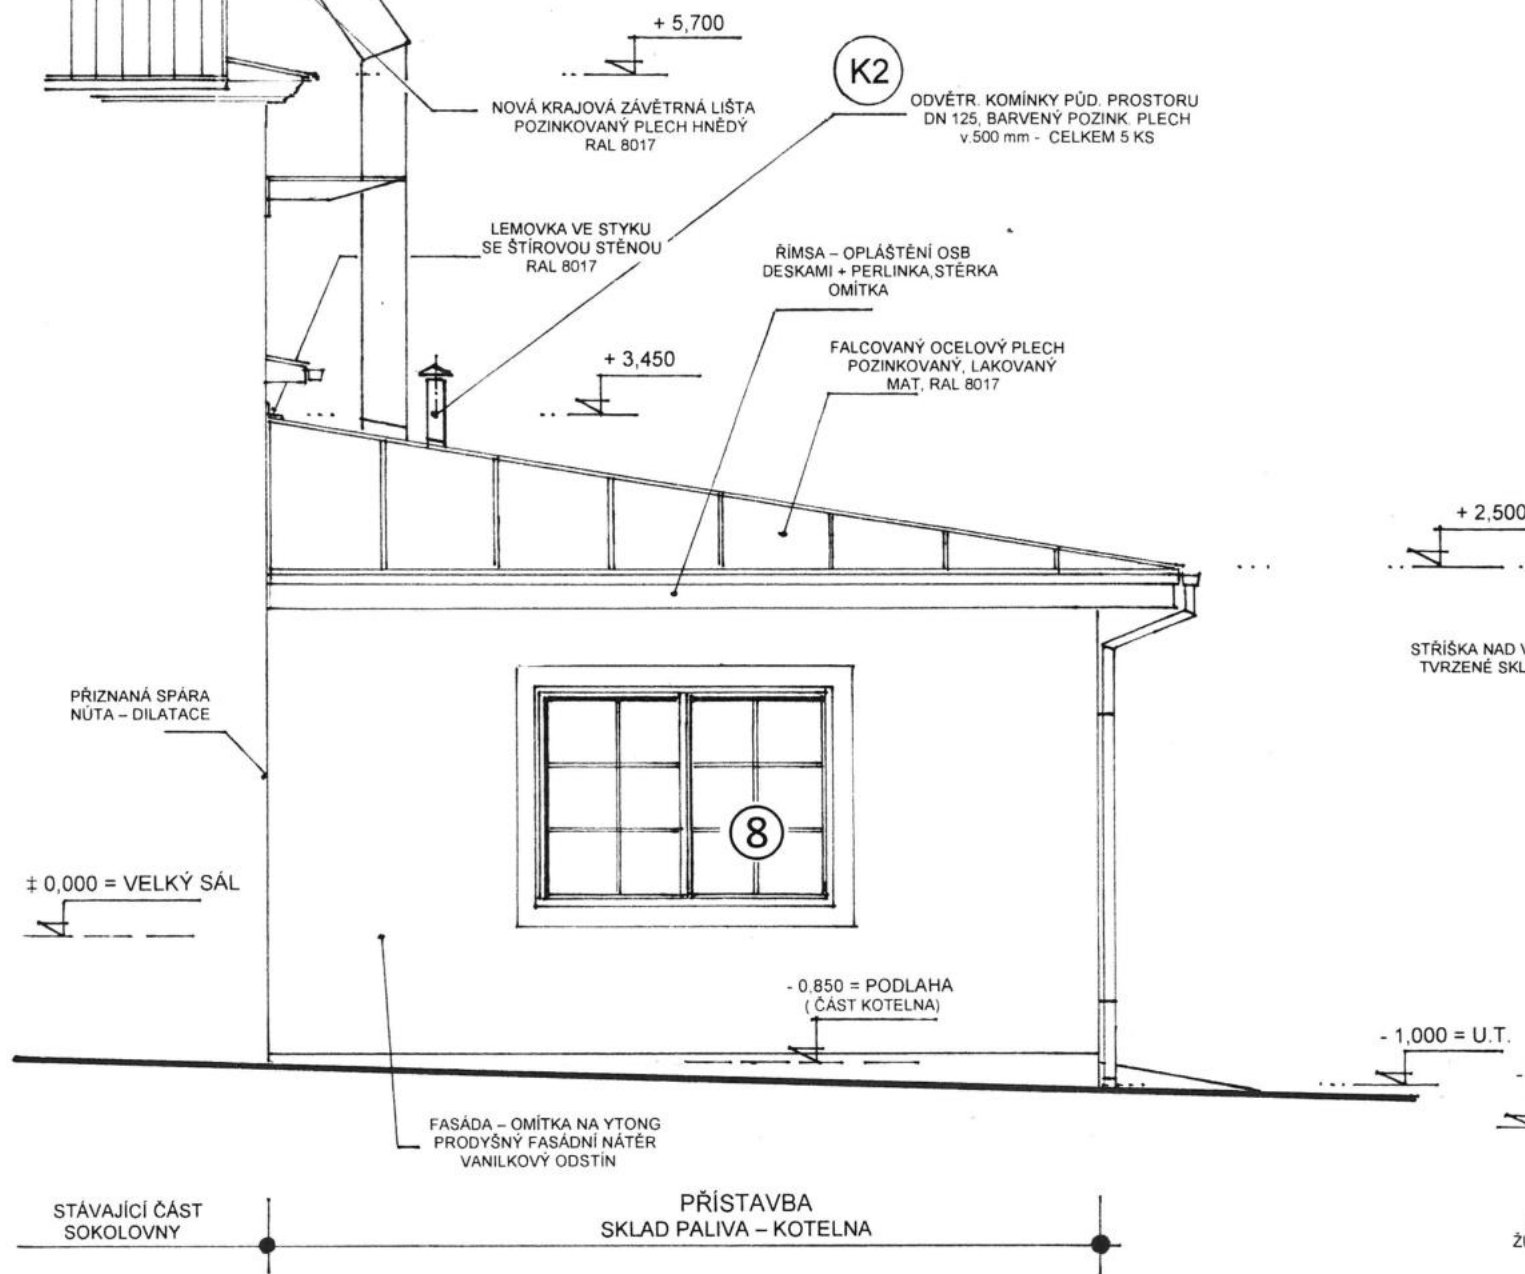 + 5,700
K2
NOVÁ KRAJOVÁ ZÁVĚTRNÁ LIŠTA
POZINKOVANÝ PLECH HNĚDÝ
RAL 8017
ODVĚTR. KOMÍNKY PŮD. PROSTORU
DN 125, BARVENÝ POZINK. PLECH
v.500 mm - CELKEM 5 KS
LEMOVKA VE STYKU
SE ŠTÍROVOU STĚNOU
RAL 8017
ŘÍMSA – OPLÁŠTĚNÍ OSB
DESKAMI + PERLINKA,STĚRKA
OMÍTKA
+ 3,450
FALCOVANÝ OCELOVÝ PLECH
POZINKOVANÝ, LAKOVANÝ
MAT, RAL 8017
+ 2,500
STŘÍŠKA NAD
TVRZENÉ
PŘIZNANÁ SPÁRA
NÚTA – DILATACE
8
‡ 0,000 = VELKÝ SÁL
- 0,850 = PODLAHA
( ČÁST KOTELNA)
- 1,000 = U.T.
FASÁDA – OMÍTKA NA YTONG
PRODYŠNÝ FASÁDNÍ NÁTĚR
VANILKOVÝ ODSTÍN
STÁVAJÍCÍ ČÁST
SOKOLOVNY
PŘÍSTAVBA
SKLAD PALIVA – KOTELNA